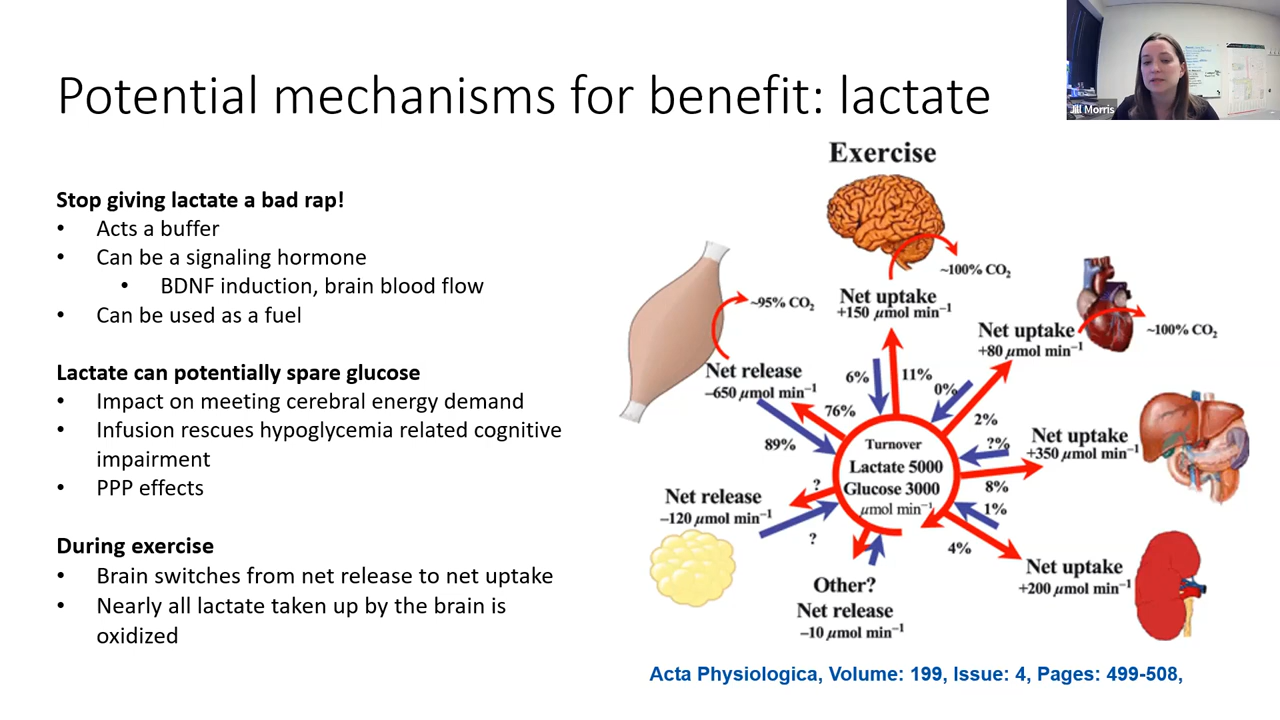 Potential mechanisms for benefit: lactate
Jill Morris
Stop giving lactate a bad rap!
• Acts a buffer
• Can be a signaling hormone
• BDNF induction, brain blood flow
• Can be used as a fuel
Lactate can potentially spare glucose
• Impact on meeting cerebral energy demand
• Infusion rescues hypoglycemia related cognitive
impairment
• PPP effects
During exercise
• Brain switches from net release to net uptake
• Nearly all lactate taken up by the brain is
oxidized
Exercise
~100% CO₂
Net uptake
+150 µmol min⁻¹
~95% CO₂
Net uptake
+80 µmol min⁻¹
~100% CO₂
Net release
−650 µmol min⁻¹
6%
11%
0%
76%
2%
89%
?%
Net uptake
+350 µmol min⁻¹
8%
1%
Turnover
Lactate 5000
Glucose 3000
µmol min⁻¹
?
Net release
−120 µmol min⁻¹
?
4%
Net uptake
+200 µmol min⁻¹
Other?
Net release
−10 µmol min⁻¹
Acta Physiologica, Volume: 199, Issue: 4, Pages: 499-508,